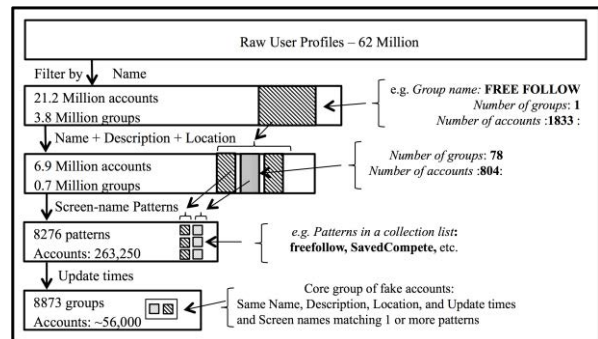 Raw User Profiles – 62 Million
Filter by Name
21.2 Million accounts
3.8 Million groups
e.g. Group name: FREE FOLLOW
Number of groups: 1
Number of accounts :1833 :
Name + Description + Location
6.9 Million accounts
0.7 Million groups
Number of groups: 78
Number of accounts :804:
Screen-name Patterns
8276 patterns
Accounts: 263,250
e.g. Patterns in a collection list:
freefollow, SavedCompete, etc.
Update times
8873 groups
Accounts: ~56,000
Core group of fake accounts:
Same Name, Description, Location, and Update times
and Screen names matching 1 or more patterns